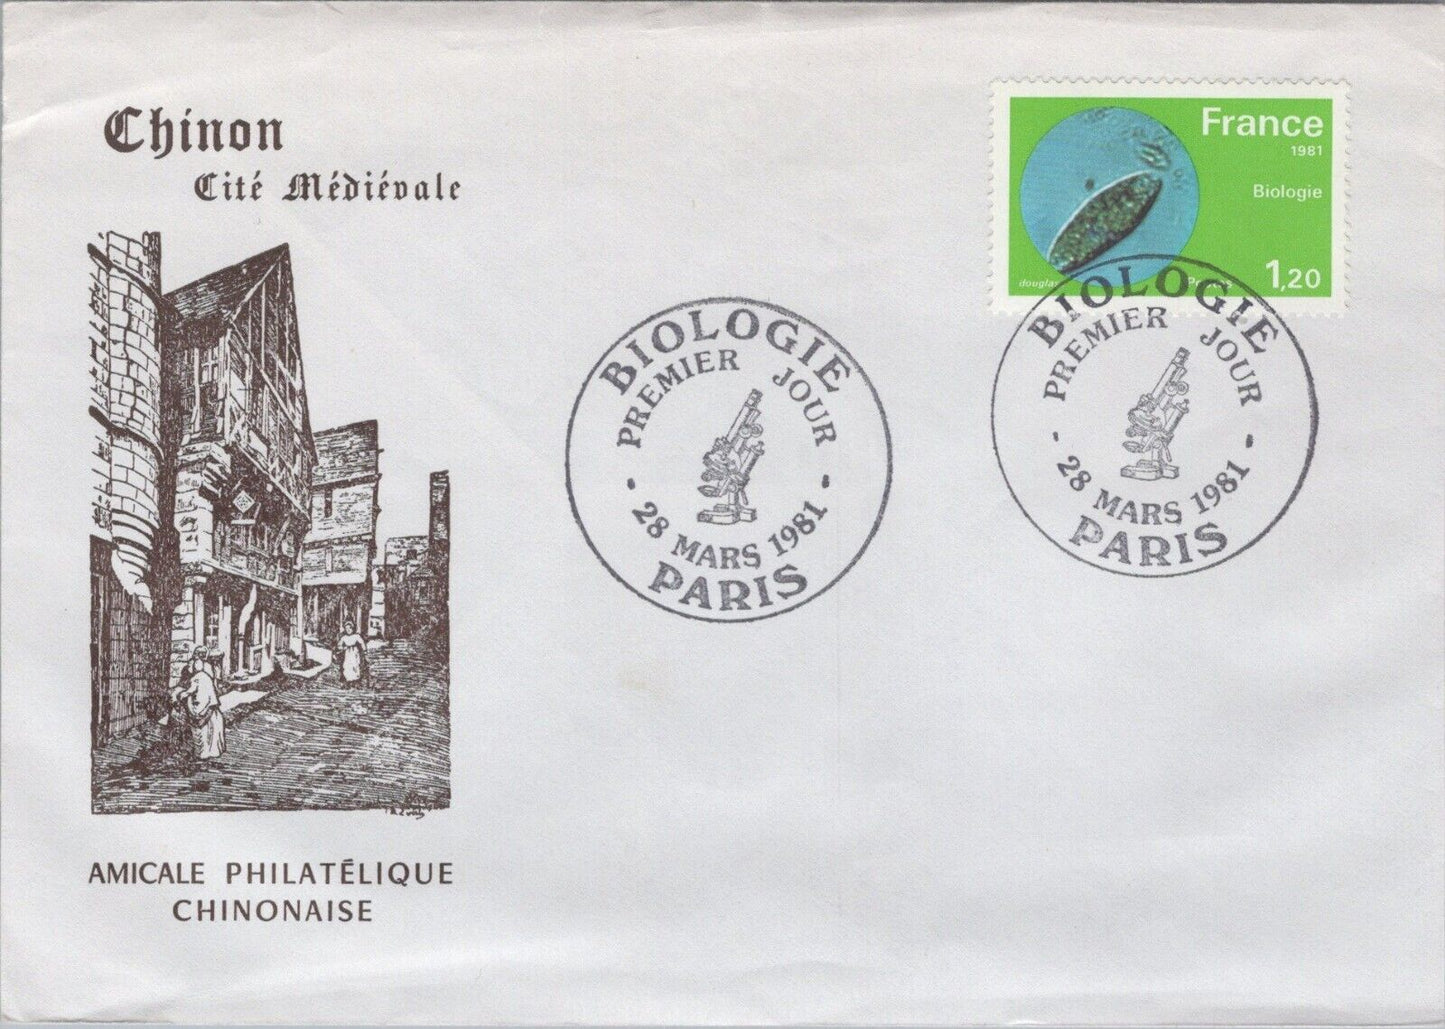 Chinon
Cité Médiévale
AMICALE PHILATÉLIQUE
CHINONAISE
BIOLOGIE
PREMIER JOUR
28 MARS 1981
PARIS
France
1981
Biologie
1,20
douglas
Postes
BIOLOGIE
PREMIER JOUR
28 MARS 1981
PARIS